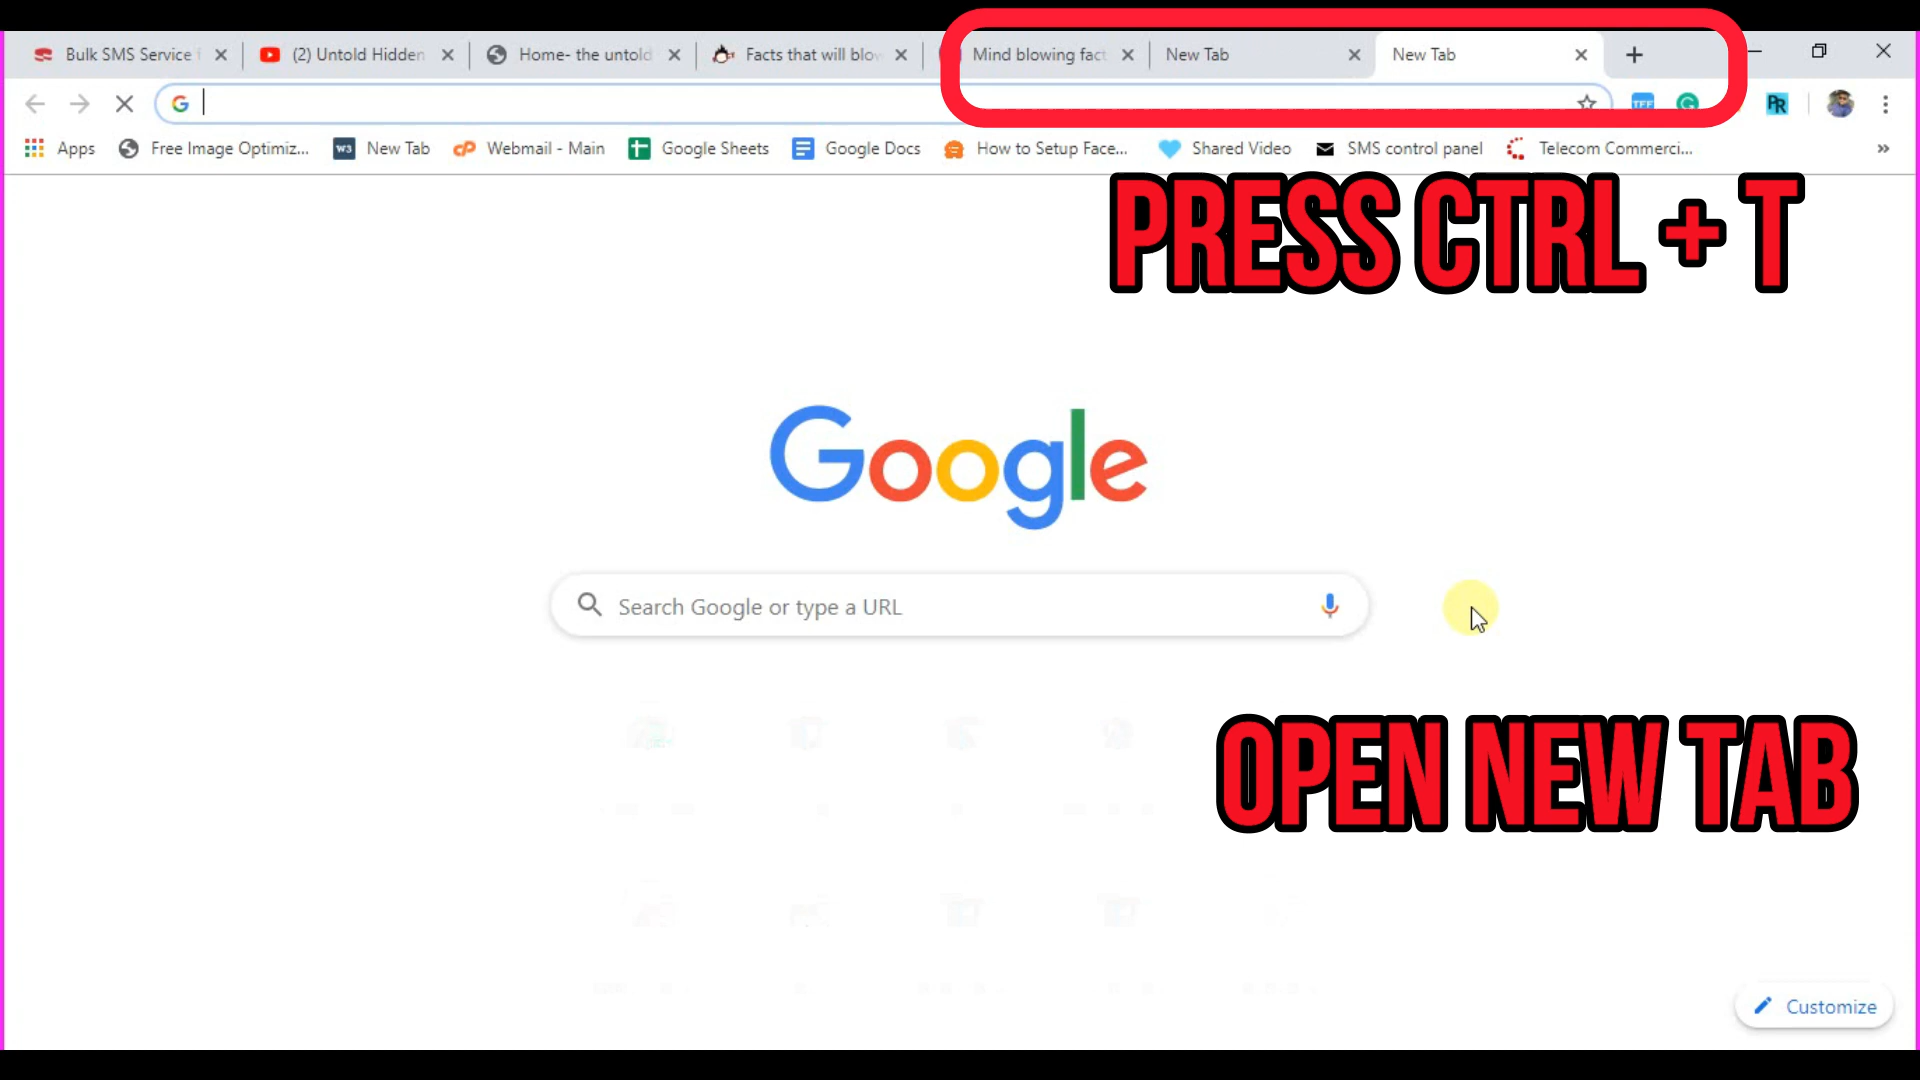 Bulk SMS Service f
(2) Untold Hidden
Home- the untold
Facts that will blow
Mind blowing fact
New Tab
New Tab
Apps
Free Image Optimiz...
New Tab
Webmail - Main
Google Sheets
Google Docs
How to Setup Face...
Shared Video
SMS control panel
Telecom Commerci...
PRESS CTRL + T
Google
Search Google or type a URL
OPEN NEW TAB
Customize